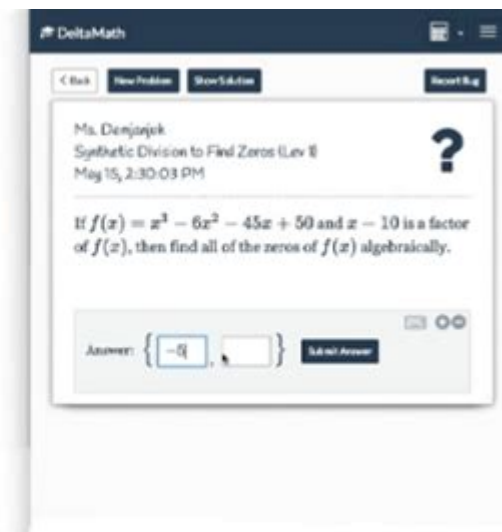 DeltaMath
< Back New Problem Show Solution Report Bug
Ms. Demjanjuk
Synthetic Division to Find Zeros (Lev 1)
May 15, 2:30:03 PM
?
If f(x) = x³ − 6x² − 45x + 50 and x − 10 is a factor
of f(x), then find all of the zeros of f(x) algebraically.
Answer: { −5 , } Submit Answer